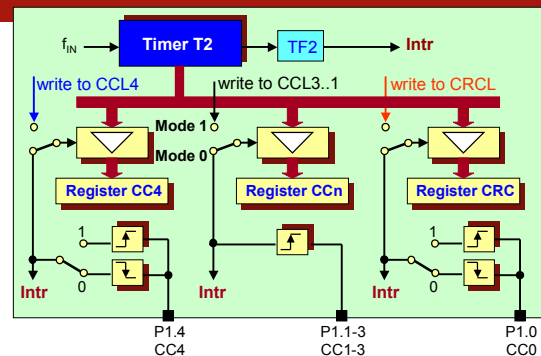 f_IN
Timer T2
TF2
Intr
write to CCL4
write to CCL3..1
write to CRCL
Mode 1
Mode 0
Register CC4
Register CCn
Register CRC
1
1
0
0
Intr
Intr
Intr
P1.4
P1.1-3
P1.0
CC4
CC1-3
CC0